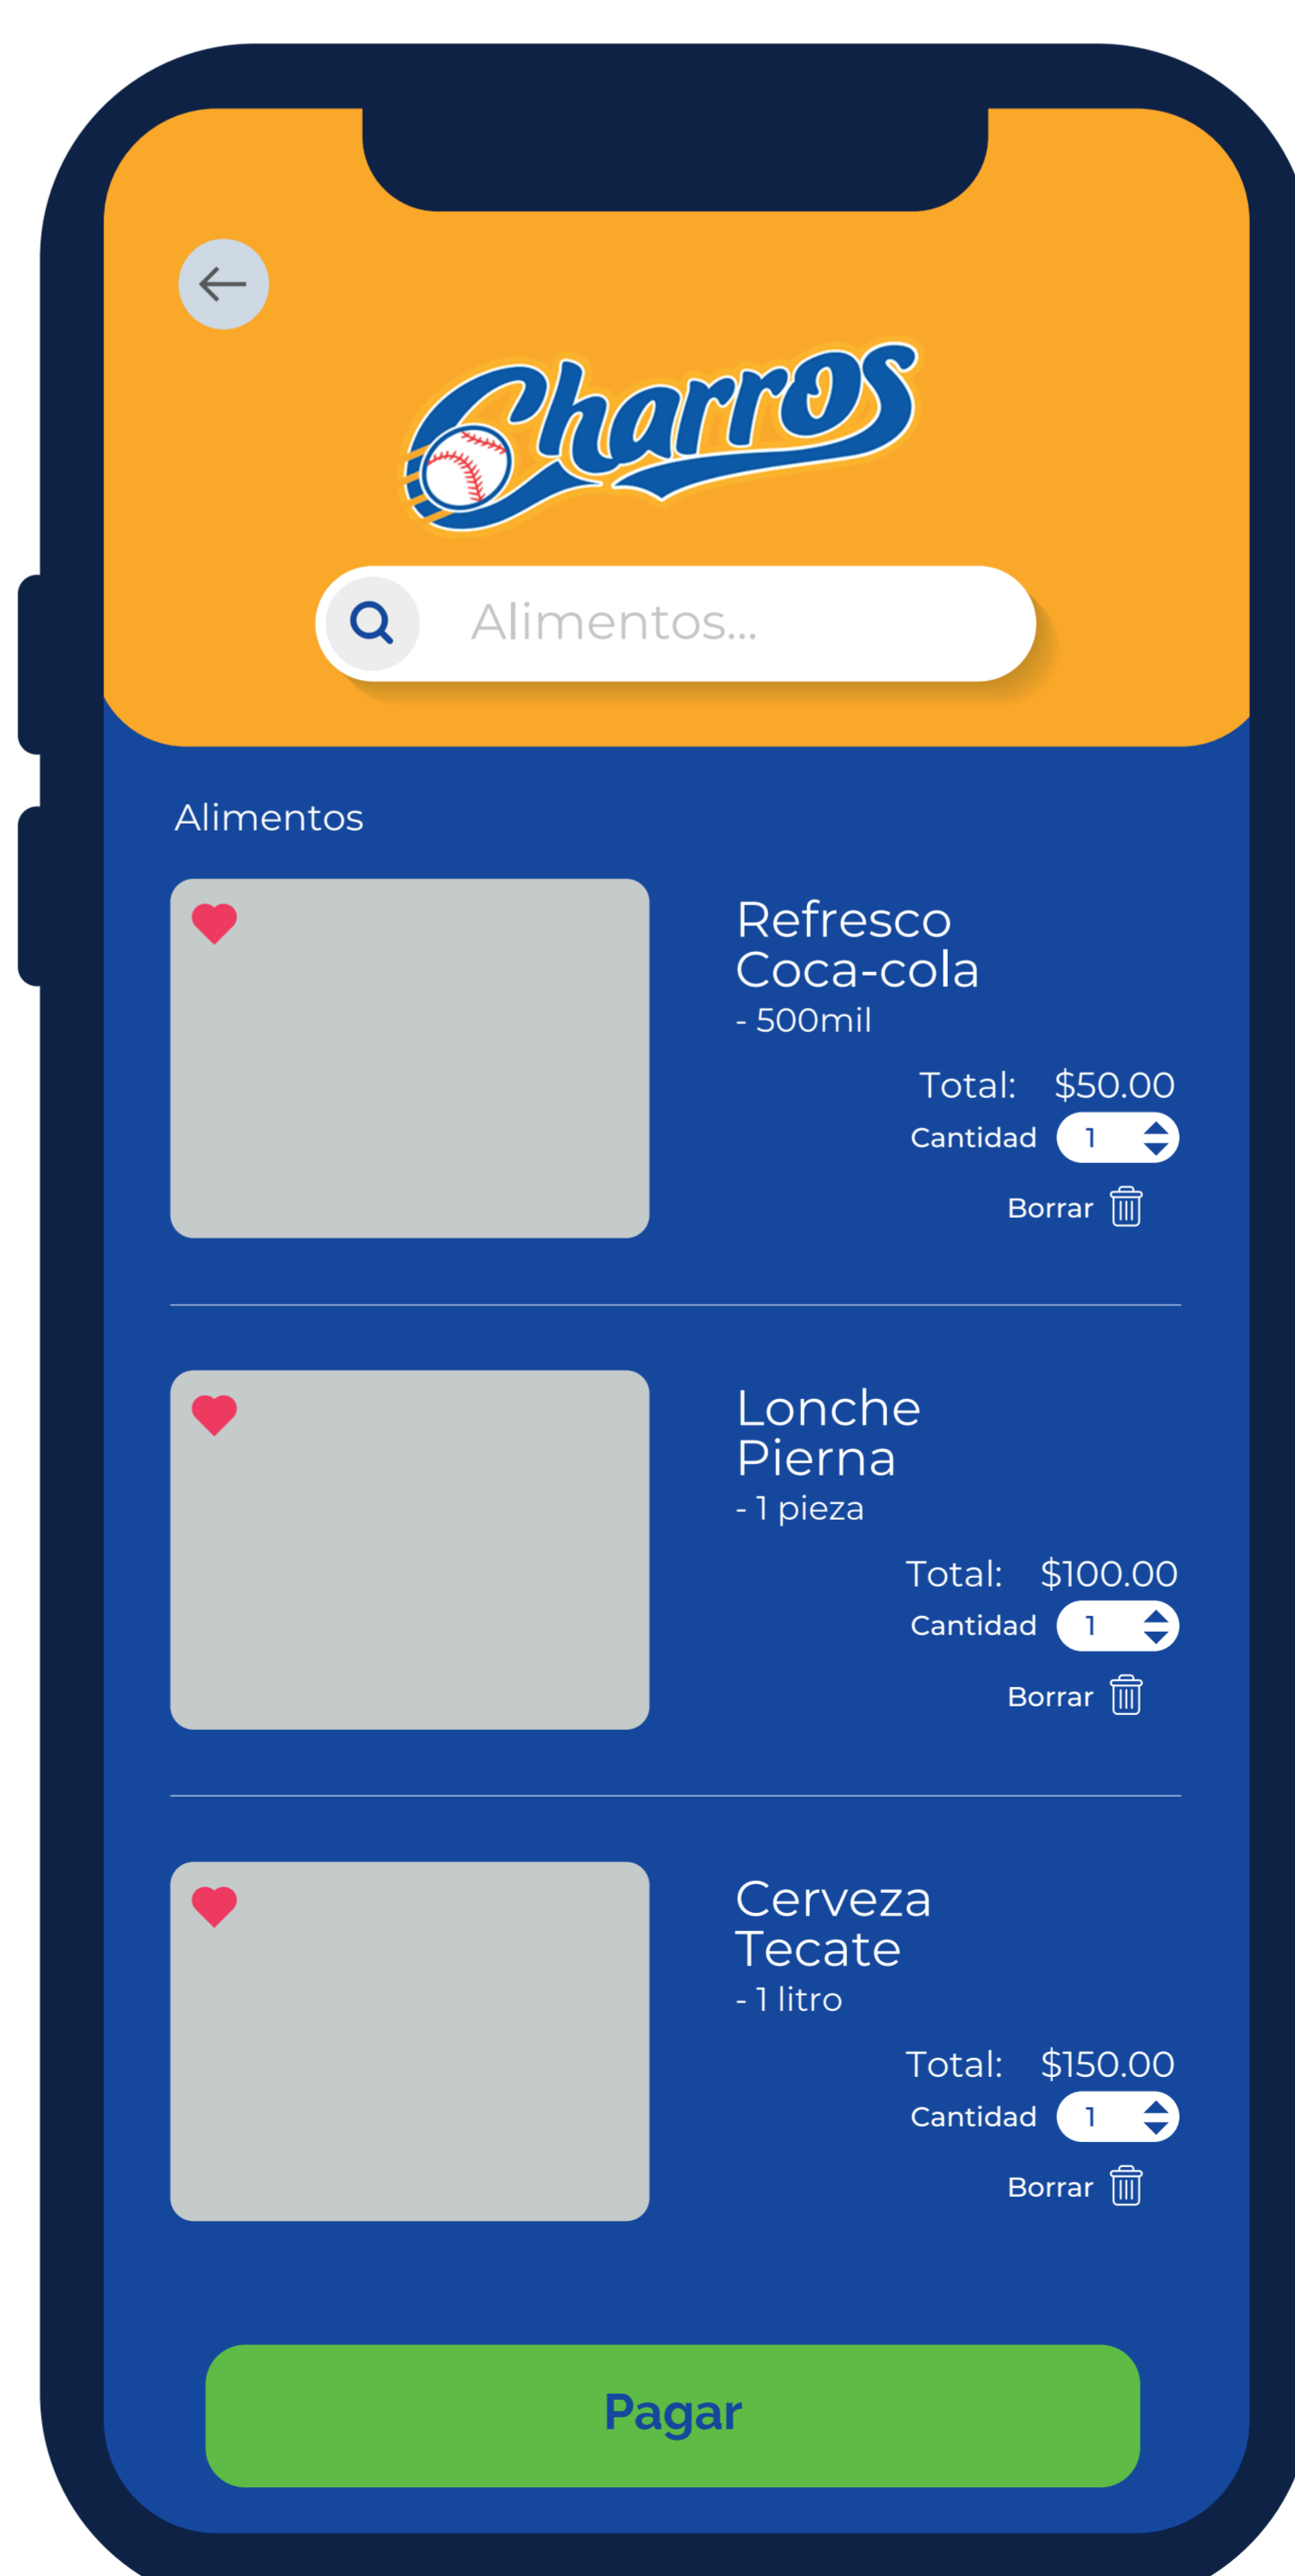 Charros
Alimentos...
Alimentos
Refresco
Coca-cola
- 500mil
Total: $50.00
Cantidad 1
Borrar
Lonche
Pierna
- 1 pieza
Total: $100.00
Cantidad 1
Borrar
Cerveza
Tecate
- 1 litro
Total: $150.00
Cantidad 1
Borrar
Pagar